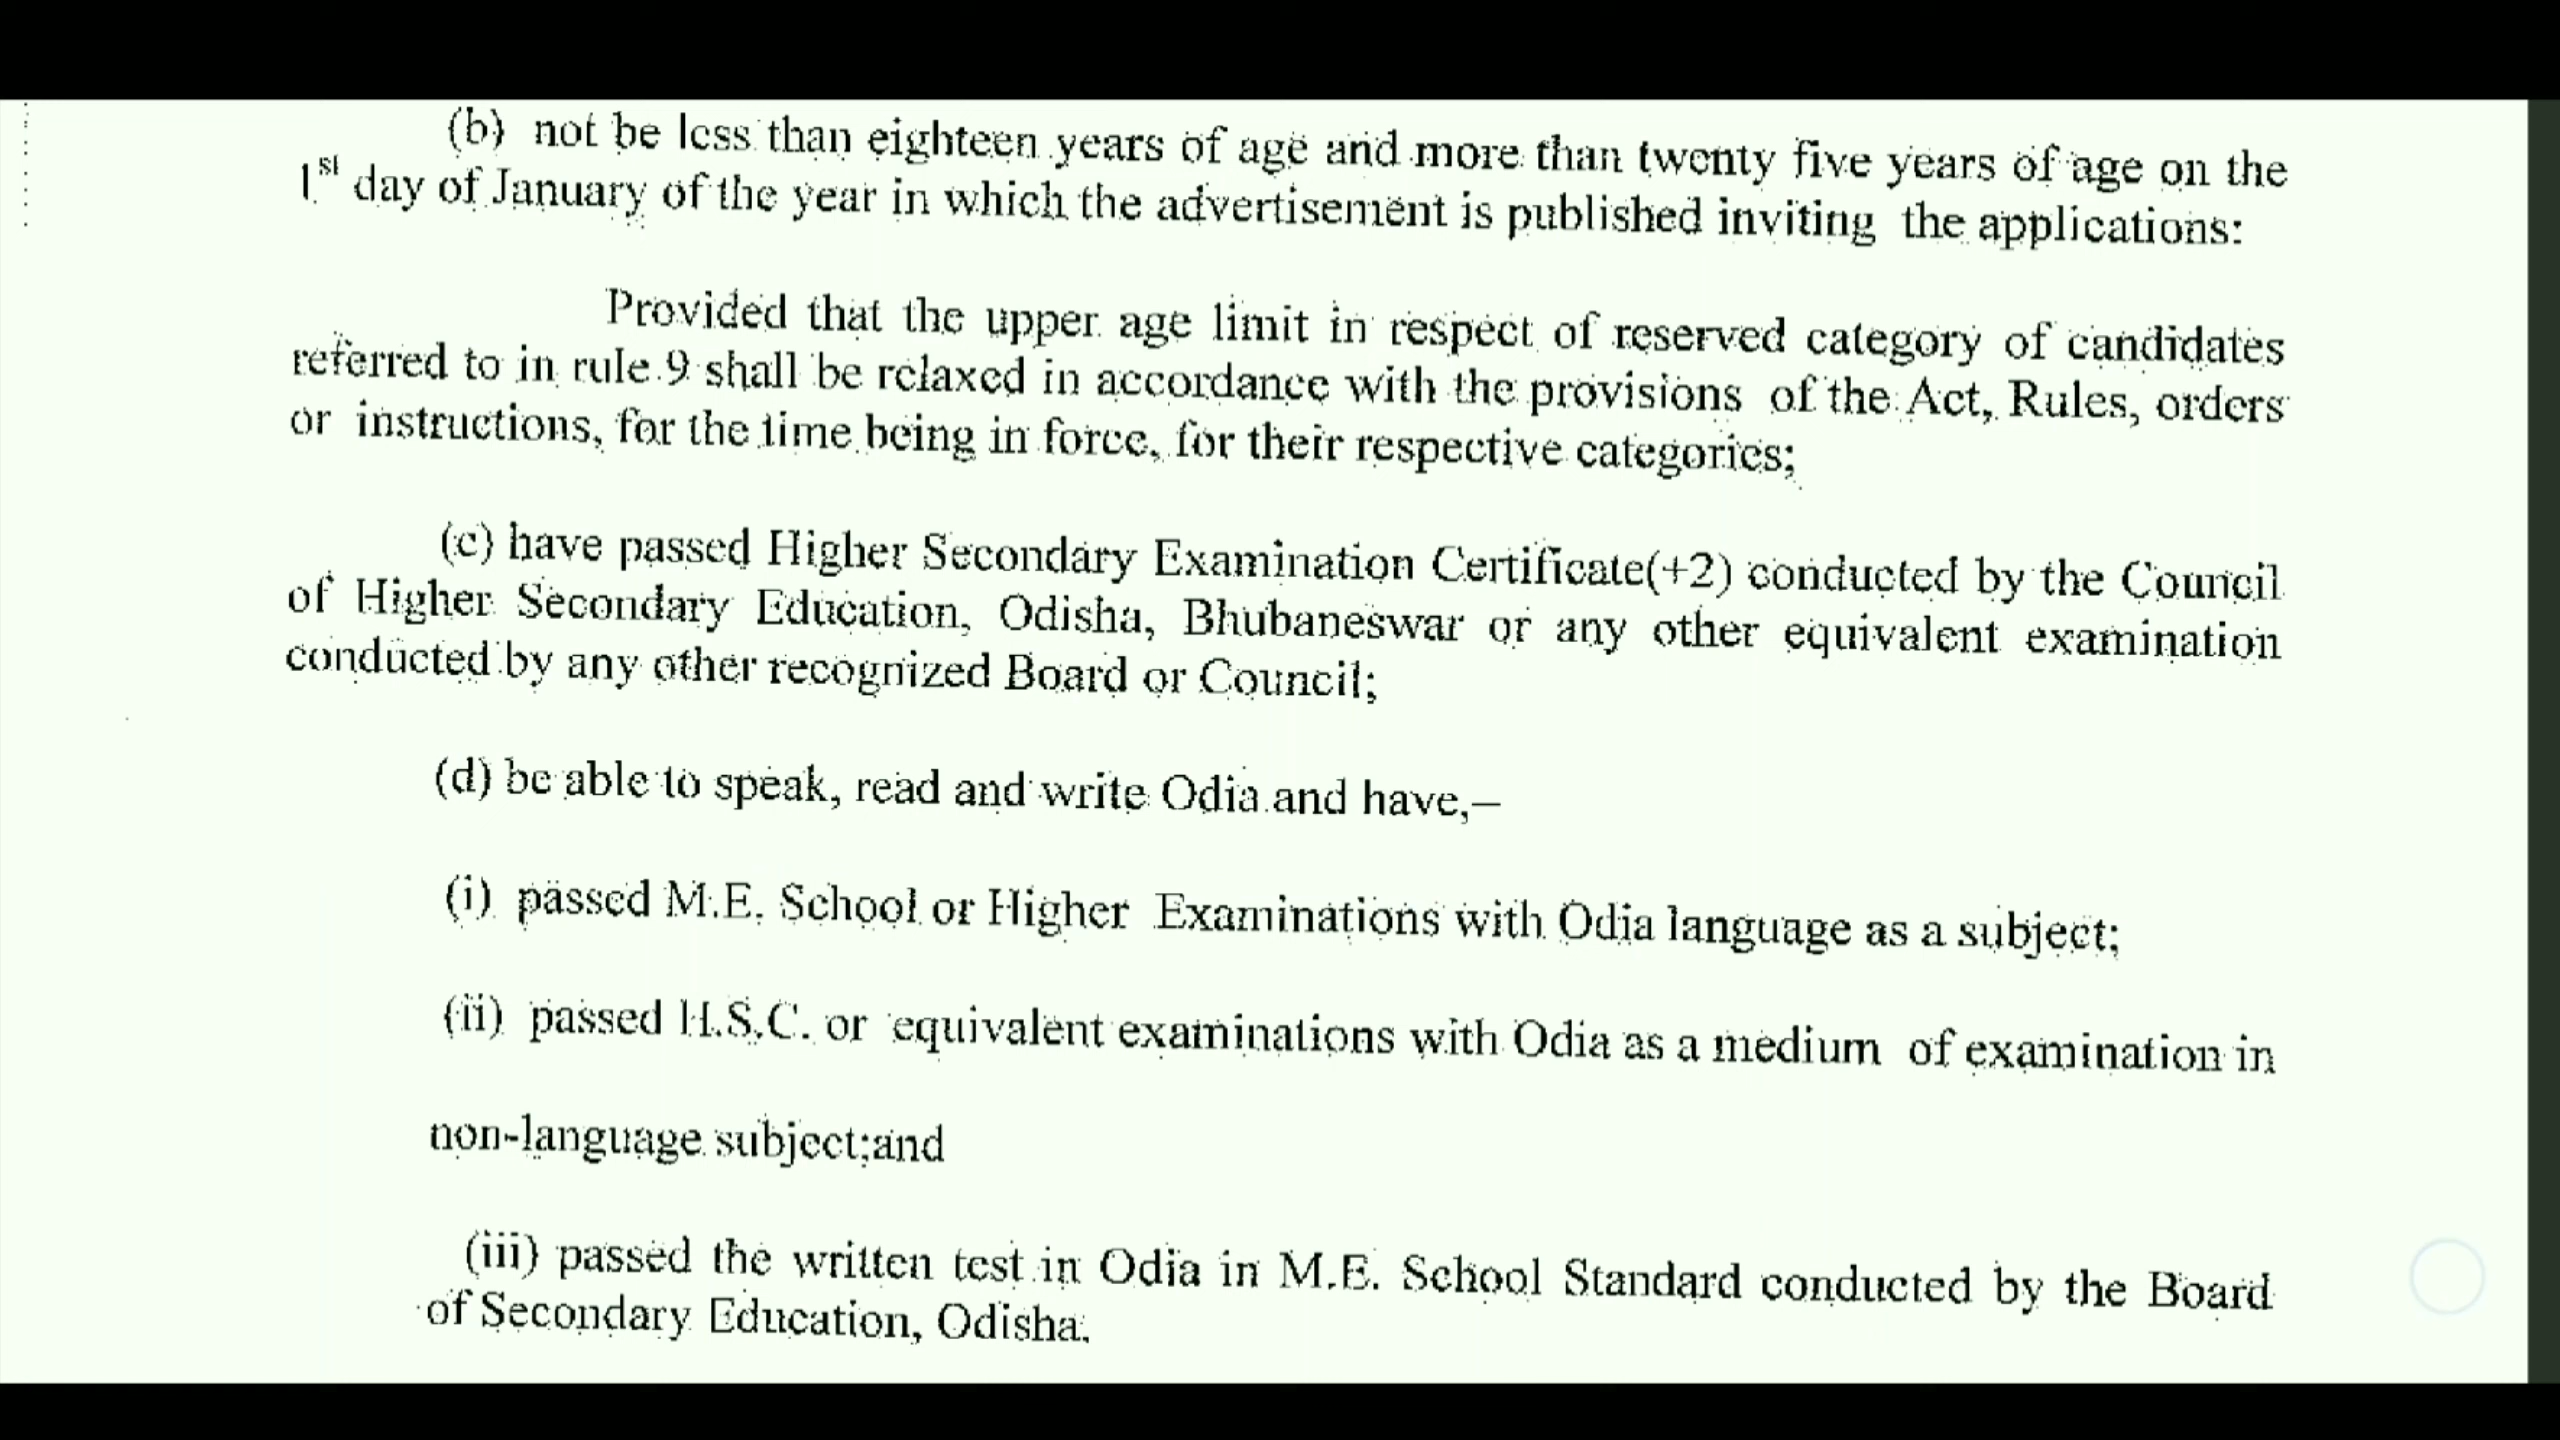 (b) not be less than eighteen years of age and more than twenty five years of age on the
1st day of January of the year in which the advertisement is published inviting the applications:
Provided that the upper age limit in respect of reserved category of candidates
referred to in rule 9 shall be relaxed in accordance with the provisions of the Act, Rules, orders
or instructions, for the time being in force, for their respective categories;
(c) have passed Higher Secondary Examination Certificate(+2) conducted by the Council
of Higher Secondary Education, Odisha, Bhubaneswar or any other equivalent examination
conducted by any other recognized Board or Council;
(d) be able to speak, read and write Odia and have,–
(i) passed M.E. School or Higher Examinations with Odia language as a subject;
(ii) passed H.S.C. or equivalent examinations with Odia as a medium of examination in
non-language subject;and
(iii) passed the written test in Odia in M.E. School Standard conducted by the Board
of Secondary Education, Odisha.